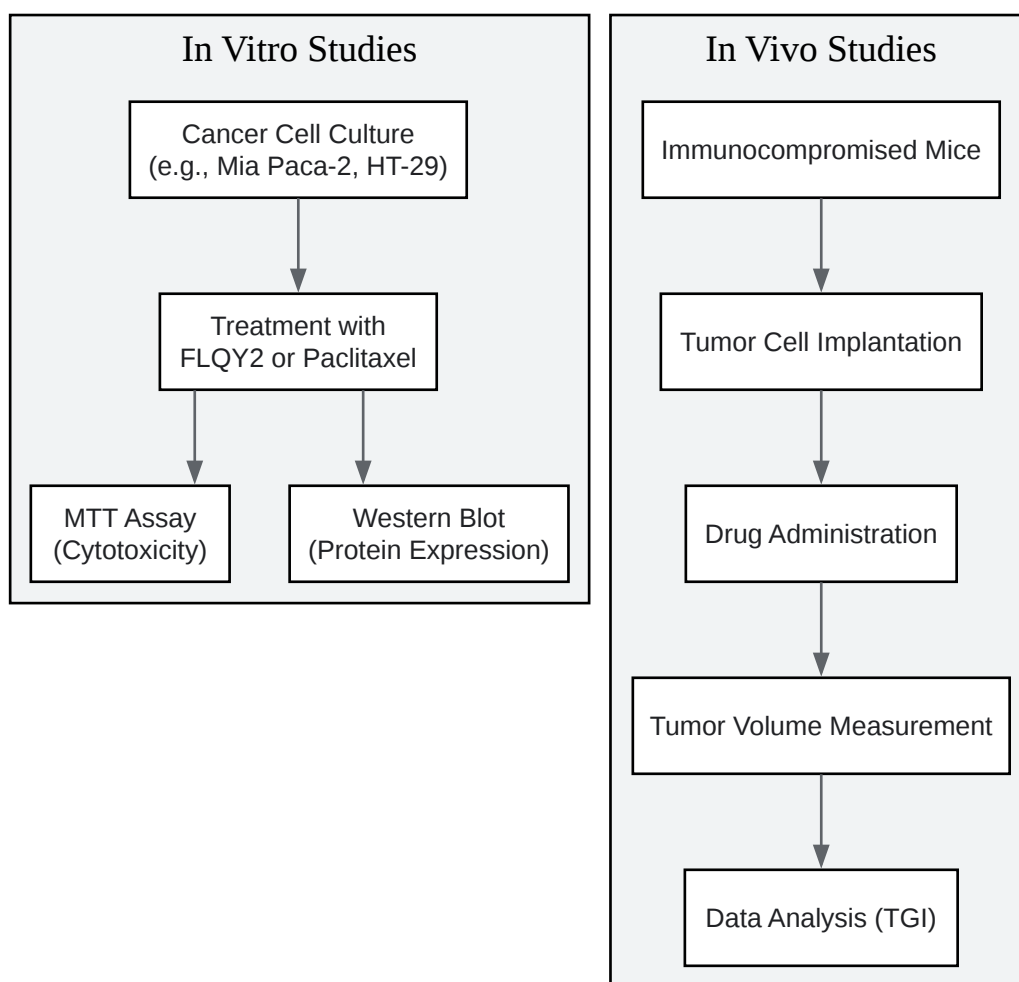 In Vitro Studies
Cancer Cell Culture
(e.g., Mia Paca-2, HT-29)
Treatment with
FLQY2 or Paclitaxel
MTT Assay
(Cytotoxicity)
Western Blot
(Protein Expression)
In Vivo Studies
Immunocompromised Mice
Tumor Cell Implantation
Drug Administration
Tumor Volume Measurement
Data Analysis (TGI)